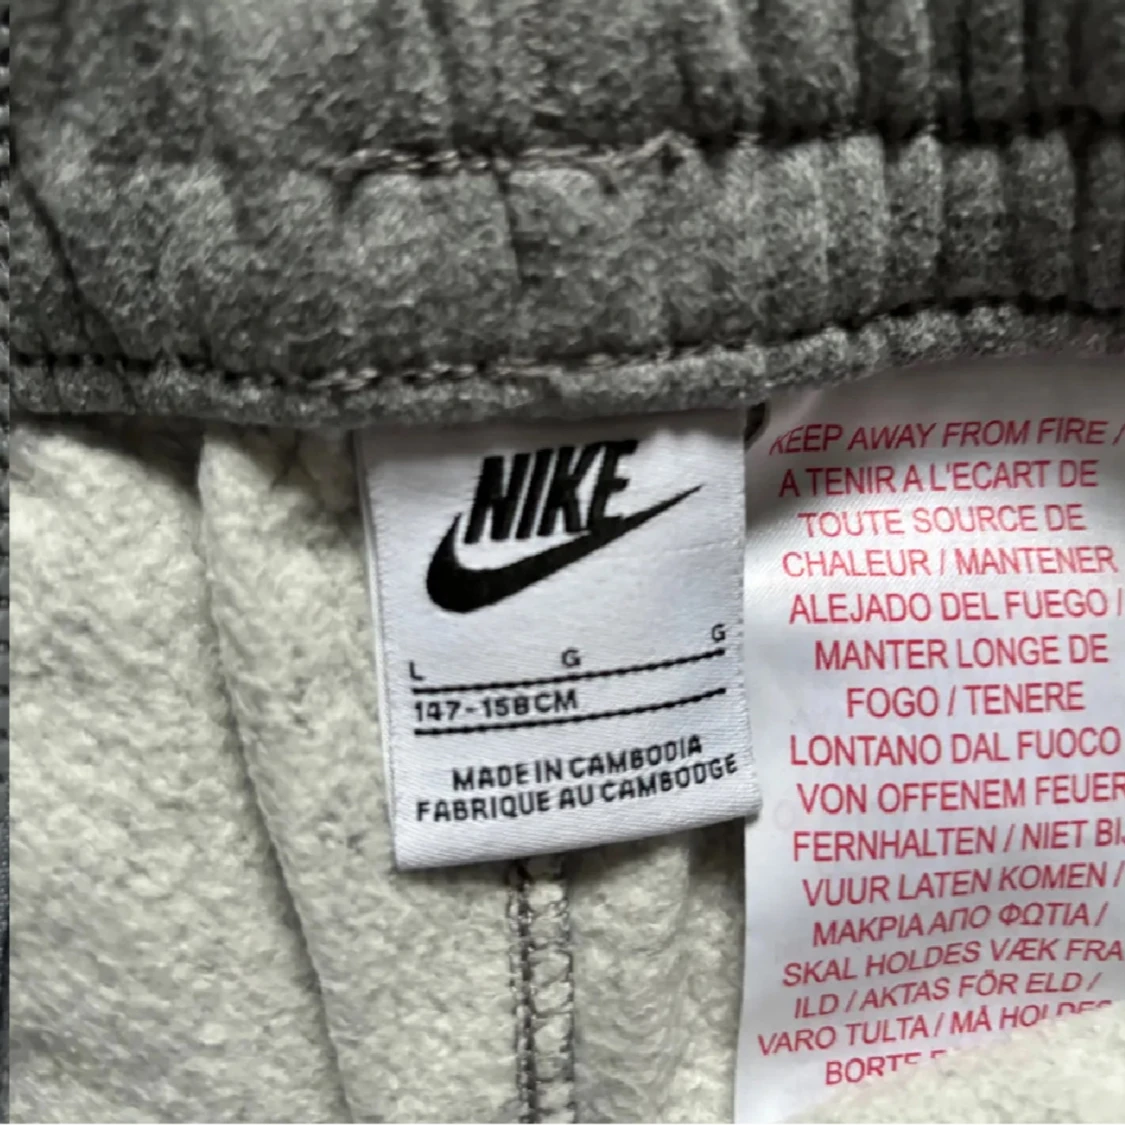 NIKE
L G G
147-158CM
MADE IN CAMBODIA
FABRIQUE AU CAMBODGE
KEEP AWAY FROM FIRE /
A TENIR A L'ECART DE
TOUTE SOURCE DE
CHALEUR / MANTENER
ALEJADO DEL FUEGO /
MANTER LONGE DE
FOGO / TENERE
LONTANO DAL FUOCO
VON OFFENEM FEUER
FERNHALTEN / NIET BIJ
VUUR LATEN KOMEN /
ΜΑΚΡΙΑ ΑΠΟ ΦΩΤΙΑ /
SKAL HOLDES VÆK FRA
ILD / AKTAS FÖR ELD /
VARO TULTA / MÅ HOLDES
BORTE